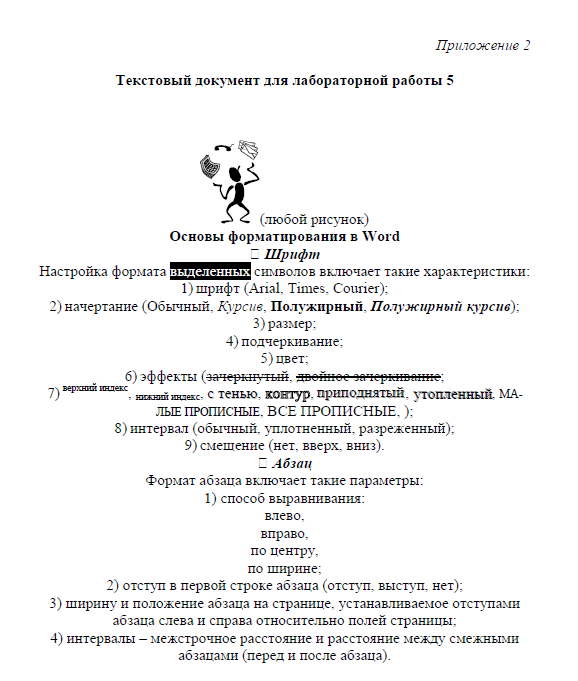 Приложение 2
Текстовый документ для лабораторной работы 5
(любой рисунок)
Основы форматирования в Word
Шрифт
Настройка формата выделенных символов включает такие характеристики:
1) шрифт (Arial, Times, Courier);
2) начертание (Обычный, Курсив, Полужирный, Полужирный курсив);
3) размер;
4) подчеркивание;
5) цвет;
6) эффекты (зачеркнутый, двойное зачеркивание;
7) верхний индекс, нижний индекс, с тенью, контур, приподнятый, утопленный, МА-
ЛЫЕ ПРОПИСНЫЕ, ВСЕ ПРОПИСНЫЕ, );
8) интервал (обычный, уплотненный, разреженный);
9) смещение (нет, вверх, вниз).
Абзац
Формат абзаца включает такие параметры:
1) способ выравнивания:
влево,
вправо,
по центру,
по ширине;
2) отступ в первой строке абзаца (отступ, выступ, нет);
3) ширину и положение абзаца на странице, устанавливаемое отступами
абзаца слева и справа относительно полей страницы;
4) интервалы – межстрочное расстояние и расстояние между смежными
абзацами (перед и после абзаца).